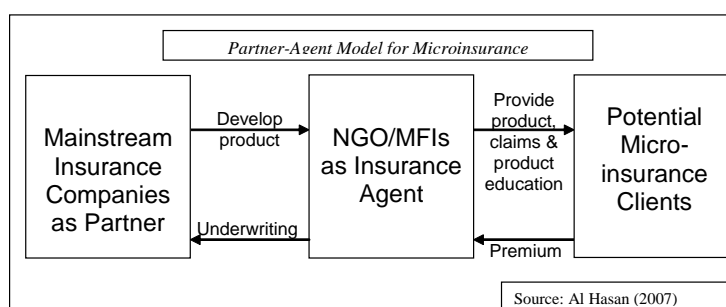 Partner-Agent Model for Microinsurance
Mainstream
Insurance
Companies
as Partner
Develop
product
Underwriting
NGO/MFIs
as Insurance
Agent
Provide
product,
claims &
product
education
Premium
Potential
Micro-
insurance
Clients
Source: Al Hasan (2007)